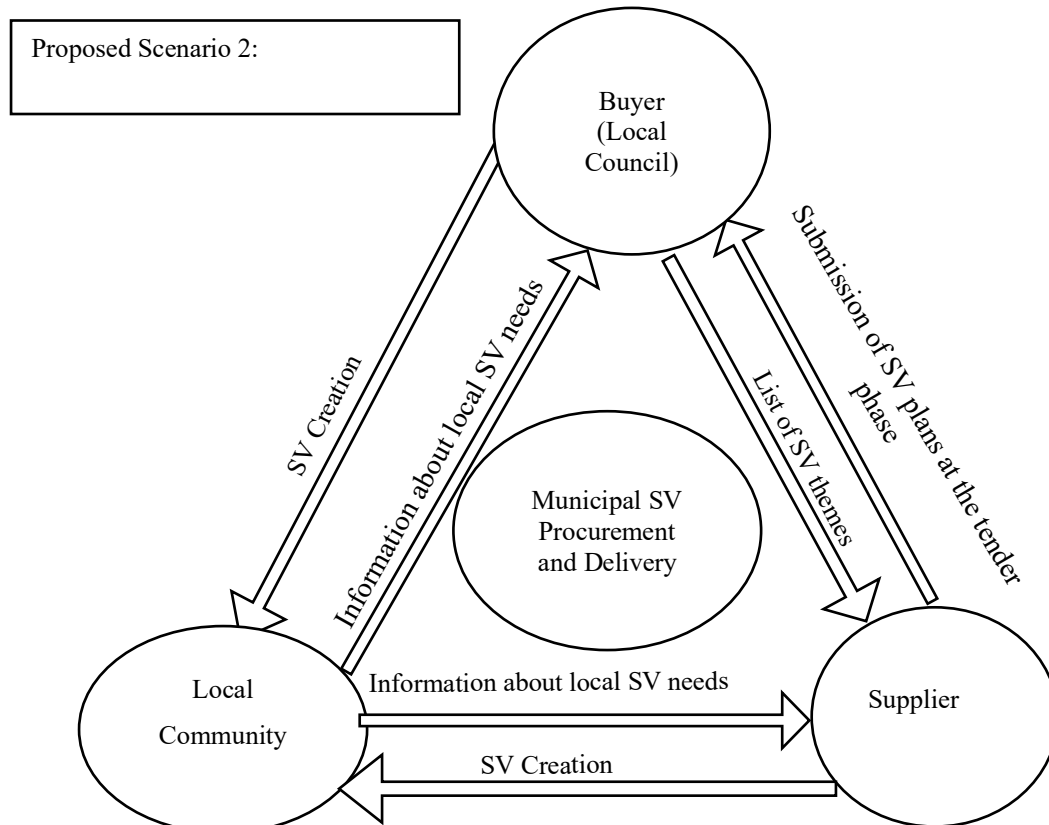 Proposed Scenario 2:
Buyer
(Local
Council)
Submission of SV plans at the tender
phase
SV Creation
Information about local SV needs
List of SV themes
Municipal SV
Procurement
and Delivery
Local
Community
Information about local SV needs
Supplier
SV Creation